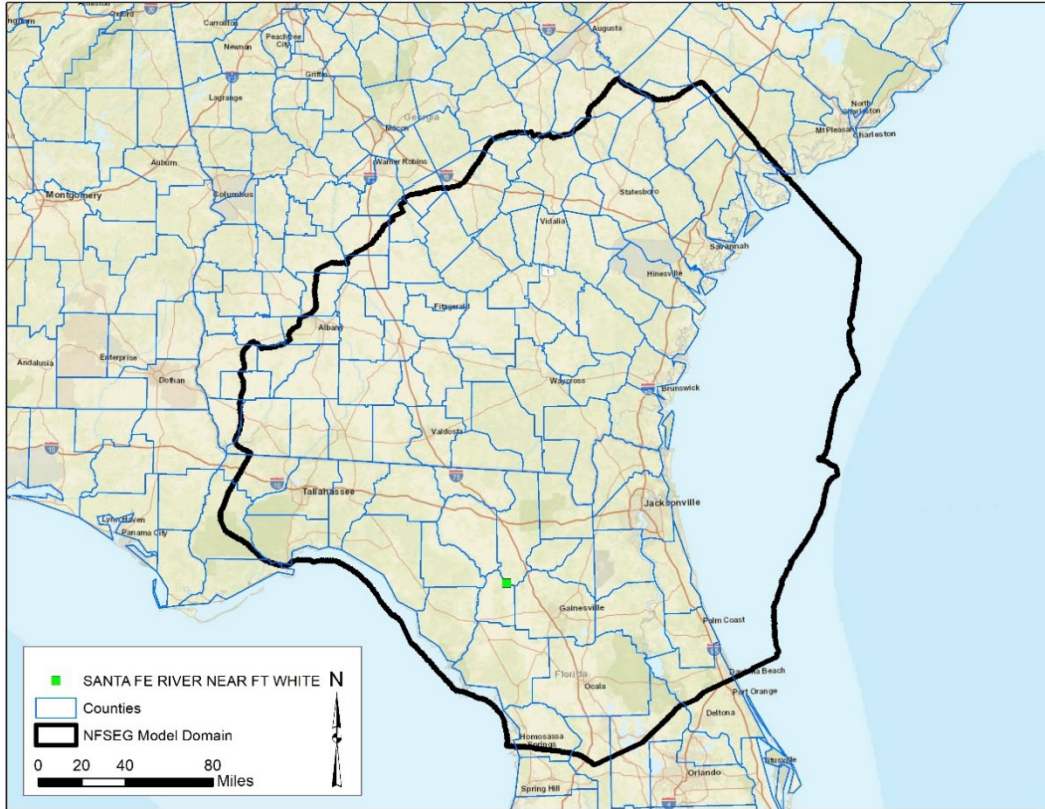 Carrollton
Peachtree
City
Newnan
Griffin
Lagrange
Augusta
Georgia
Macon
Warner Robins
Auburn
Columbus
Montgomery
North
Charleston
Mt Pleasant
Charleston
Statesboro
Vidalia
Savannah
Hinesville
Fitzgerald
Albany
Andalusia
Enterprise
Dothan
Waycross
Brunswick
Valdosta
Tallahassee
Jacksonville
Lynn Haven
Panama City
Gainesville
Palm Coast
Florida
Ocala
Daytona Beach
Port Orange
Deltona
Homosassa
Springs
Titusville
Orlando
Spring Hill
SANTA FE RIVER NEAR FT WHITE
N
Counties
NFSEG Model Domain
0 20 40 80
Miles